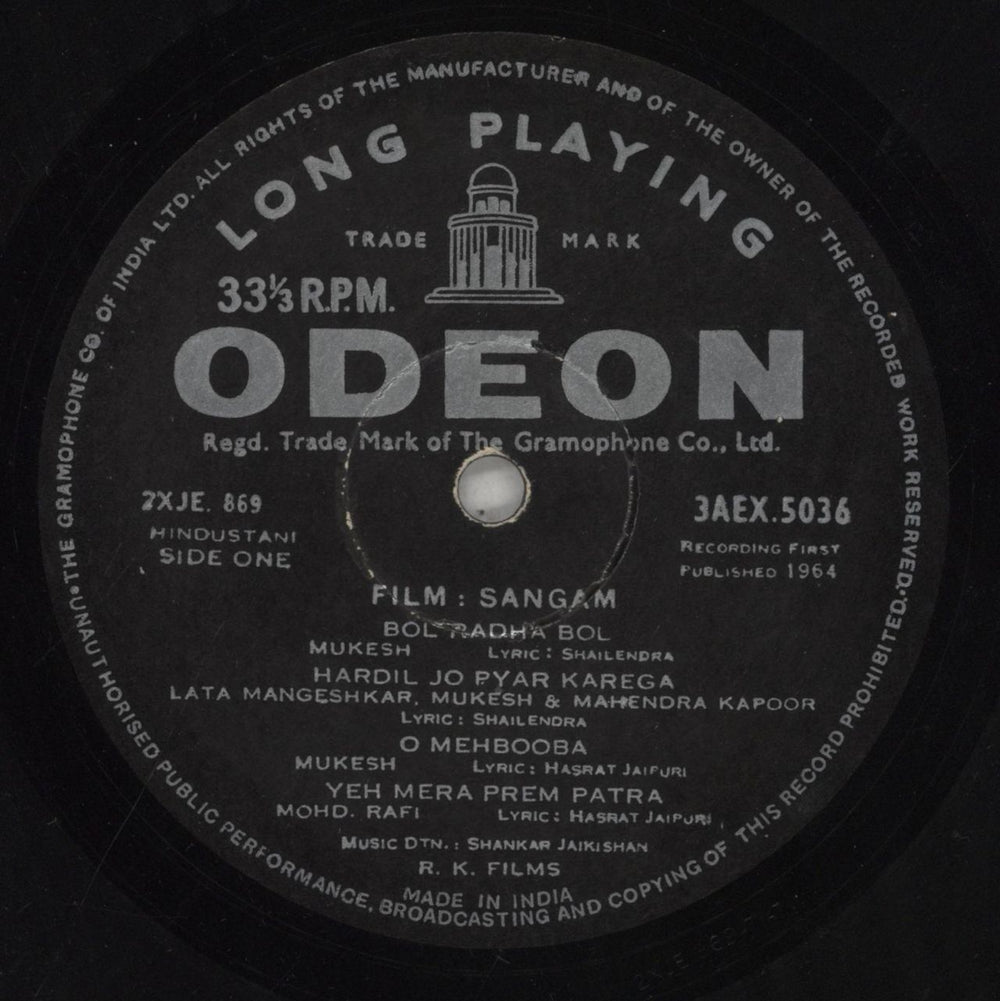 LONG PLAYING
TRADE MARK
33⅓ R.P.M.
ODEON
Regd. Trade Mark of The Gramophone Co., Ltd.
2XJE. 869 3AEX.5036
HINDUSTANI RECORDING FIRST
SIDE ONE PUBLISHED 1964
FILM : SANGAM
BOL RADHA BOL
MUKESH LYRIC : SHAILENDRA
HARDIL JO PYAR KAREGA
LATA MANGESHKAR, MUKESH & MAHENDRA KAPOOR
LYRIC : SHAILENDRA
O MEHBOOBA
MUKESH LYRIC : HASRAT JAIPURI
YEH MERA PREM PATRA
MOHD. RAFI LYRIC : HASRAT JAIPURI
MUSIC DTN. : SHANKAR JAIKISHAN
R. K. FILMS
MADE IN INDIA
THE GRAMOPHONE CO. OF INDIA LTD. ALL RIGHTS OF THE MANUFACTURER AND OF THE OWNER OF THE RECORDED WORK RESERVED.
UNAUTHORISED PUBLIC PERFORMANCE, BROADCASTING AND COPYING OF THIS RECORD PROHIBITED.